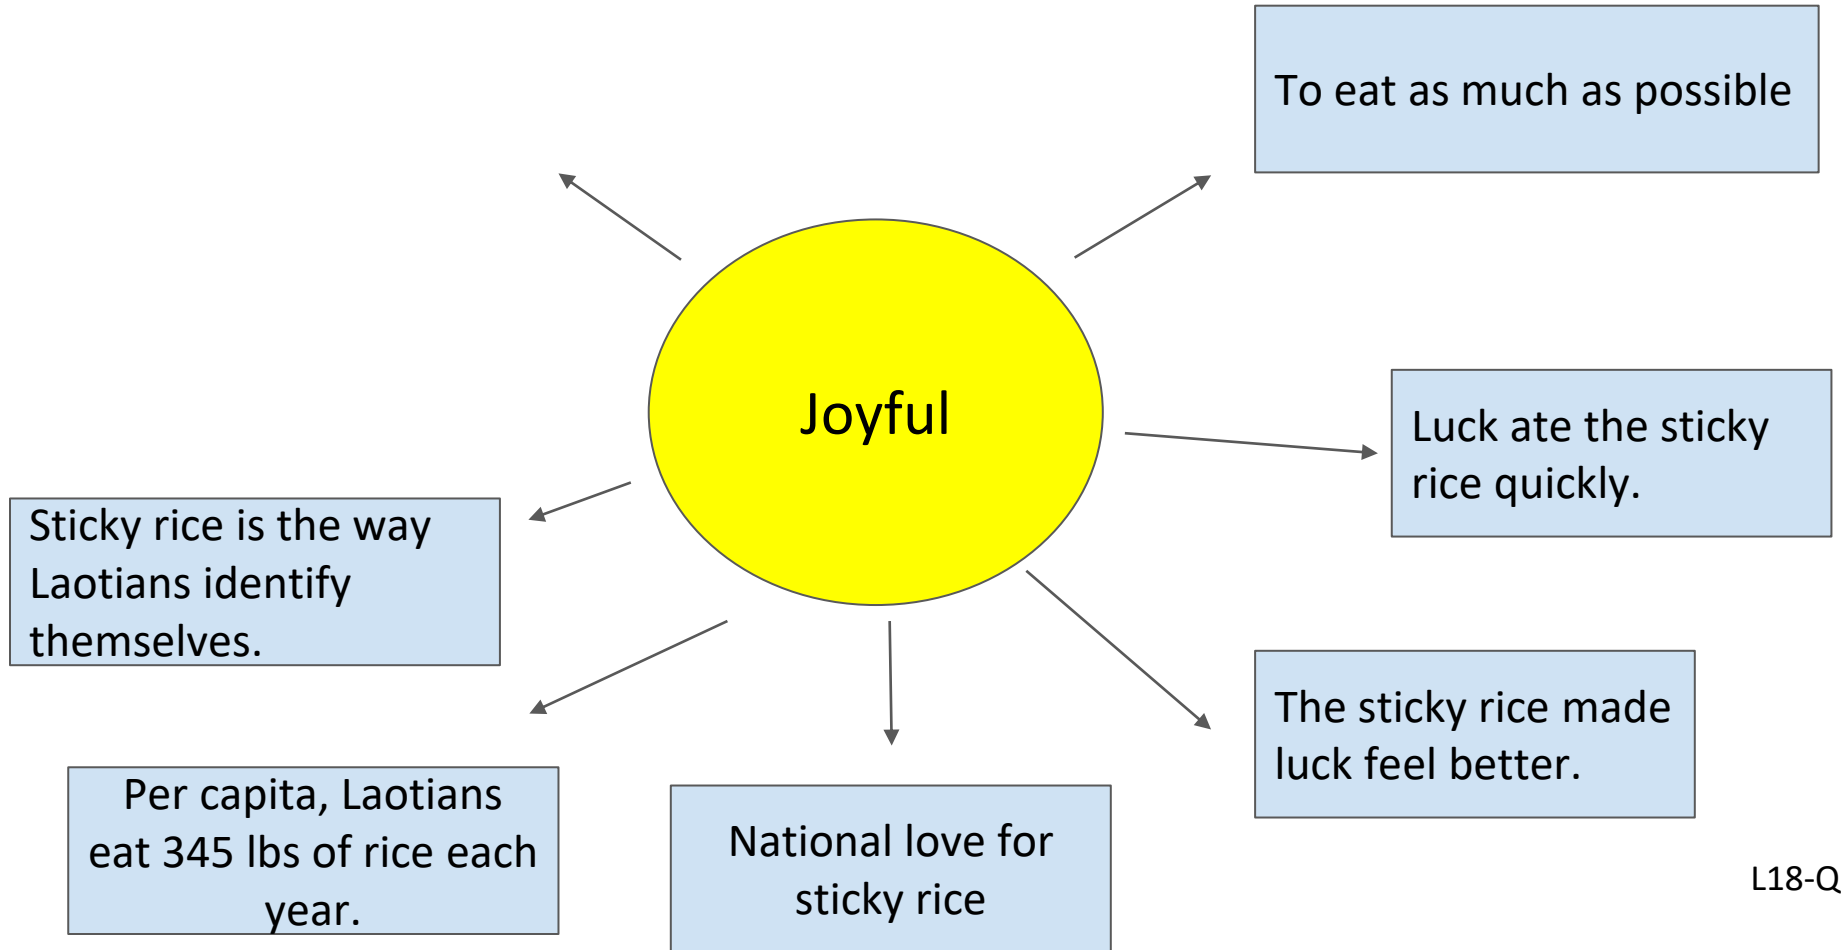 To eat as much as possible
Joyful
Luck ate the sticky
rice quickly.
Sticky rice is the way
Laotians identify
themselves.
The sticky rice made
luck feel better.
Per capita, Laotians
eat 345 lbs of rice each
year.
National love for
sticky rice
L18-Q